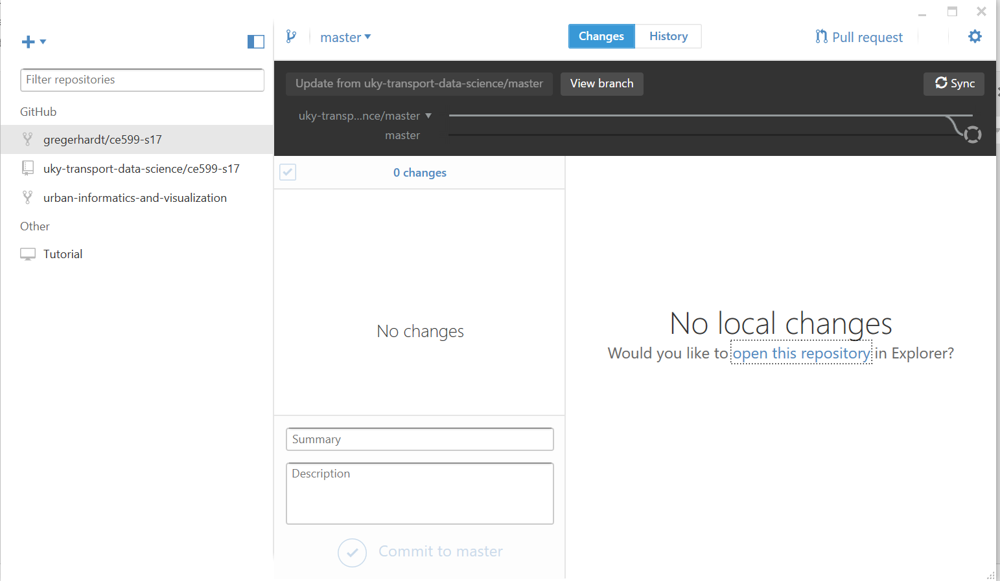 master
Changes
History
Pull request
Filter repositories
GitHub
gregerhardt/ce599-s17
uky-transport-data-science/ce599-s17
urban-informatics-and-visualization
Other
Tutorial
Update from uky-transport-data-science/master
View branch
Sync
uky-transp...nce/master
master
0 changes
No changes
Summary
Description
Commit to master
No local changes
Would you like to open this repository in Explorer?